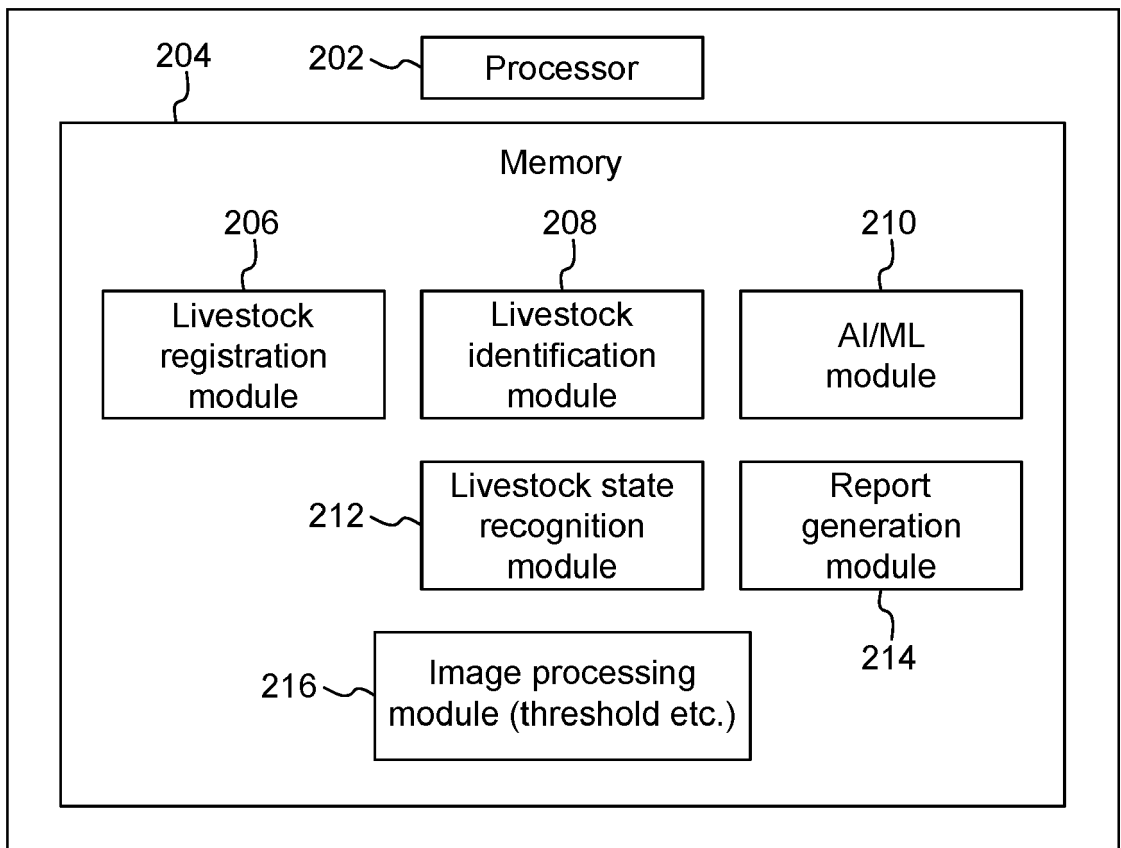 204
202
Processor
Memory
206
208
210
Livestock
registration
module
Livestock
identification
module
AI/ML
module
212
Livestock state
recognition
module
Report
generation
module
214
216
Image processing
module (threshold etc.)